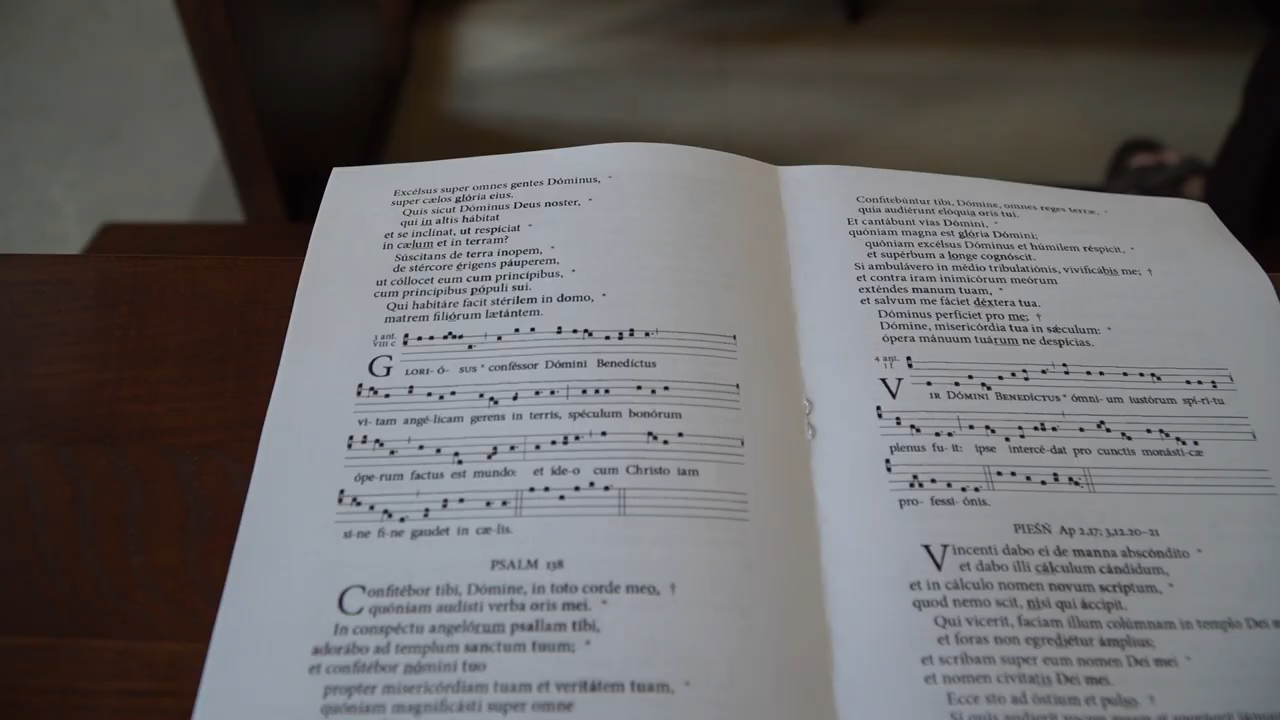 Excélsus super omnes gentes Dóminus, *
super cælos glória eius.
Quis sicut Dóminus Deus noster, *
qui in altis hábitat
et se inclínat, ut respíciat *
in cælum et in terram?
Súscitans de terra ínopem, *
de stércore érigens páuperem,
ut cóllocet eum cum princípibus, *
cum princípibus pópuli sui.
Qui habitáre facit stérilem in domo, *
matrem filiórum lætántem.
3 ant.
VIII c
GLORI- Ó- SUS * conféssor Dómini Benedíctus
vi- tam angé-licam gerens in terris, spéculum bonórum
ópe-rum factus est mundo: et íde-o cum Christo iam
si-ne fi-ne gaudet in cæ-lis.
PSALM 138
Confitébor tibi, Dómine, in toto corde meo, †
quóniam audísti verba oris mei. *
In conspéctu angelórum psallam tibi,
adorábo ad templum sanctum tuum; *
et confitébor nómini tuo
propter misericórdiam tuam et veritátem tuam, *
quóniam magnificásti super omne
Confitebúntur tibi, Dómine, omnes reges terræ, *
quia audiérunt elóquia oris tui.
Et cantábunt vias Dómini, *
quóniam magna est glória Dómini;
quóniam excélsus Dóminus et húmilem réspicit, *
et supérbum a longe cognóscit.
Si ambulávero in médio tribulatiónis, vivificábis me; †
et contra iram inimicórum meórum
exténdes manum tuam, *
et salvum me fáciet déxtera tua.
Dóminus perfíciet pro me; †
Dómine, misericórdia tua in sǽculum: *
ópera mánuum tuárum ne despícias.
4 ant.
VIR DÓMINI BENEDÍCTUS * ómni- um iustórum spí-ri-tu
plenus fu- it: ipse intercé-dat pro cunctis monásti-cæ
pro- fessi- ónis.
PIEŚŃ Ap 2,17; 3,12.20–21
Vincénti dabo ei de manna abscóndito *
et dabo illi cálculum cándidum,
et in cálculo nomen novum scriptum, *
quod nemo scit, nisi qui áccipit.
Qui vícerit, fáciam illum colúmnam in templo Dei
et foras non egrediétur ámplius;
et scribam super eum nomen Dei mei *
et nomen civitátis Dei mei.
Ecce sto ad óstium et pulso. †